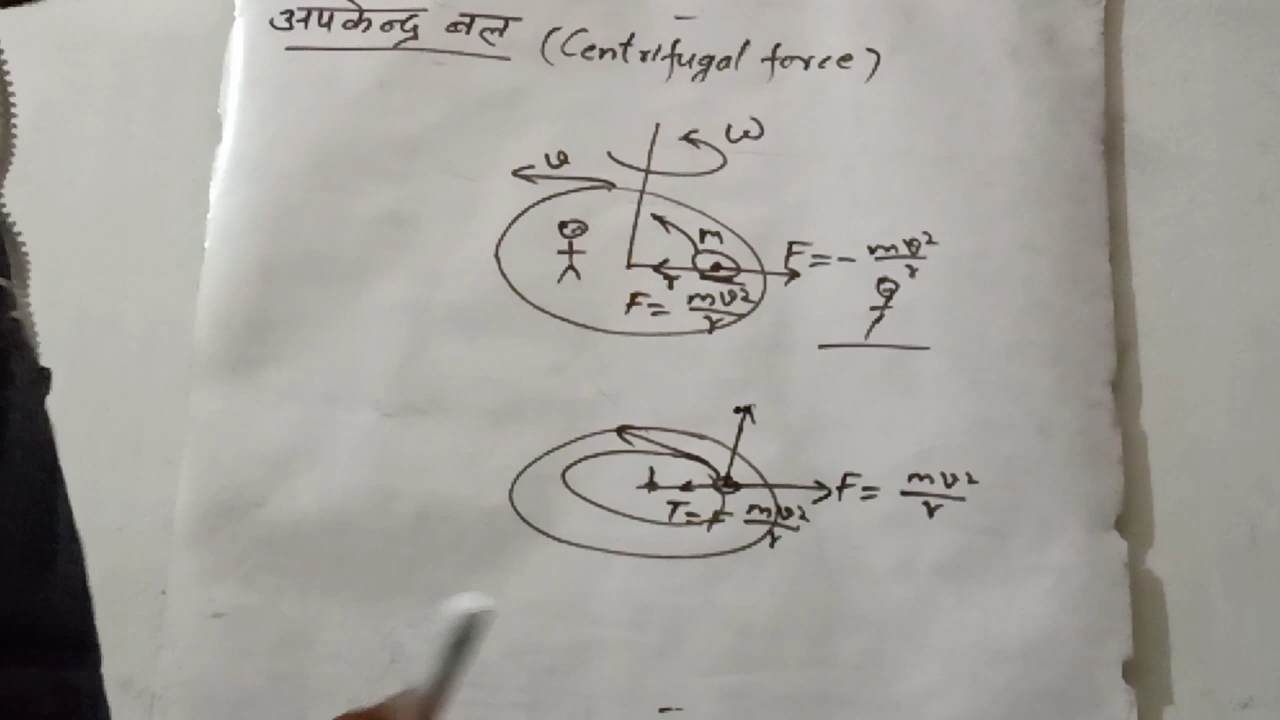 अपकेन्द्र बल (Centrifugal force)
ω
v
m
F = - mv²/r
r
F = mv²/r
F = mv²/r
T = F mv²/r